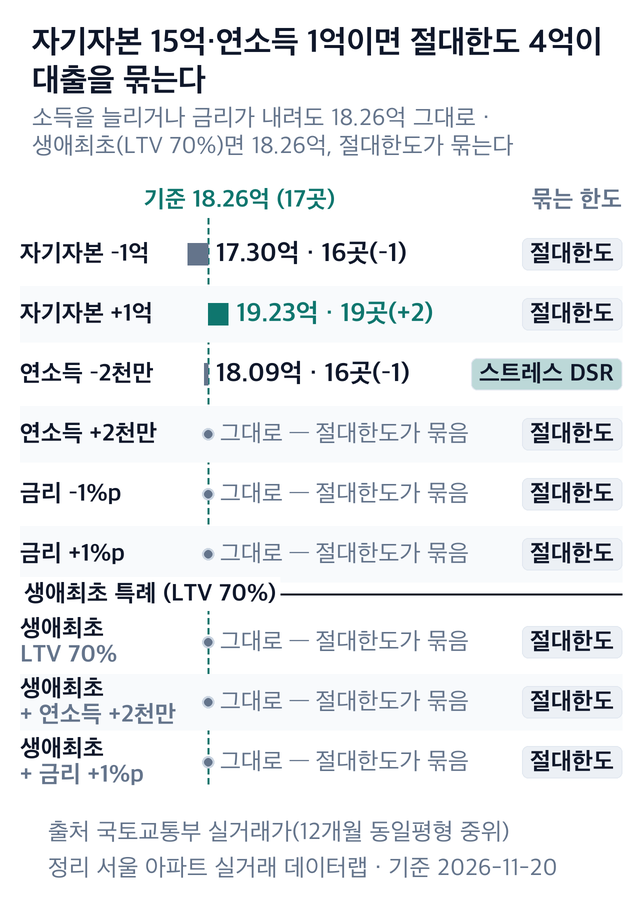 자기자본 15억·연소득 1억이면 절대한도 4억이
대출을 묶는다
소득을 늘리거나 금리가 내려도 18.26억 그대로 ·
생애최초(LTV 70%)면 18.26억, 절대한도가 묶는다
기준 18.26억 (17곳) 묶는 한도
자기자본 -1억 17.30억 · 16곳(-1) 절대한도
자기자본 +1억 19.23억 · 19곳(+2) 절대한도
연소득 -2천만 18.09억 · 16곳(-1) 스트레스 DSR
연소득 +2천만 그대로 — 절대한도가 묶음 절대한도
금리 -1%p 그대로 — 절대한도가 묶음 절대한도
금리 +1%p 그대로 — 절대한도가 묶음 절대한도
생애최초 특례 (LTV 70%)
생애최초
LTV 70% 그대로 — 절대한도가 묶음 절대한도
생애최초
+ 연소득 +2천만 그대로 — 절대한도가 묶음 절대한도
생애최초
+ 금리 +1%p 그대로 — 절대한도가 묶음 절대한도
출처 국토교통부 실거래가(12개월 동일평형 중위)
정리 서울 아파트 실거래 데이터랩 · 기준 2026-11-20